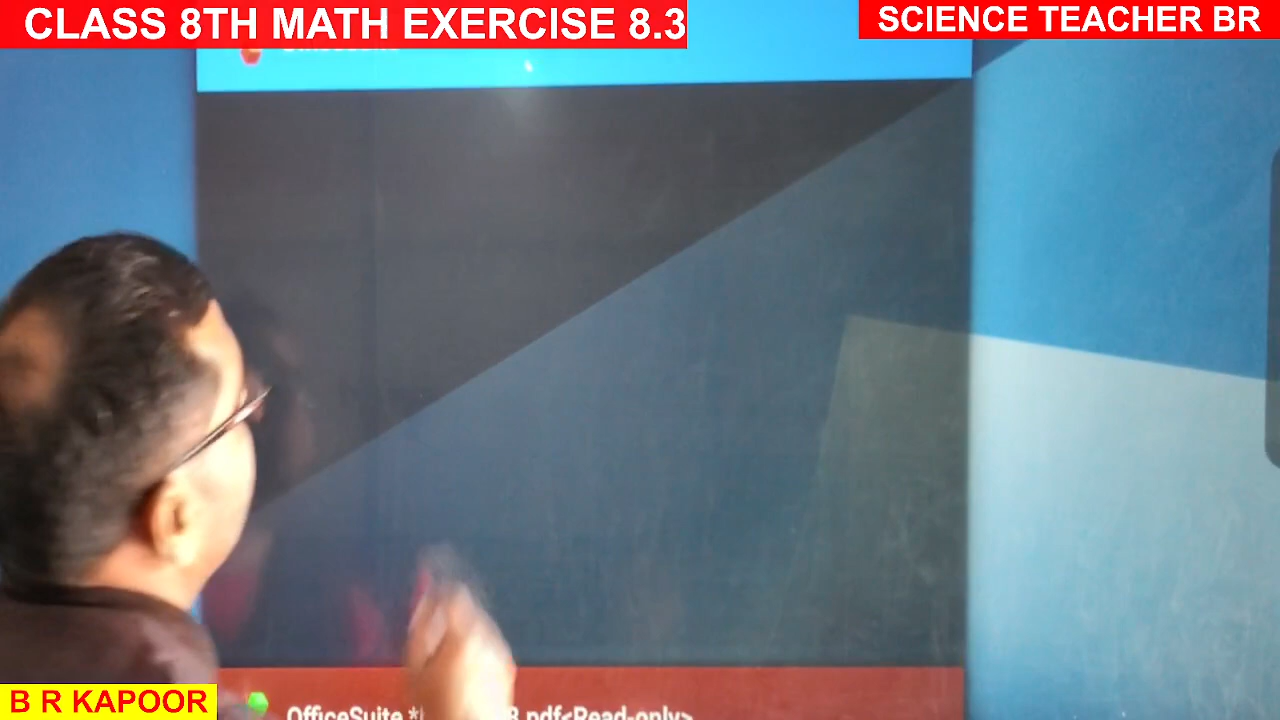 CLASS 8TH MATH EXERCISE 8.3
SCIENCE TEACHER BR
B R KAPOOR
OfficeSuite pdf<Read-only>